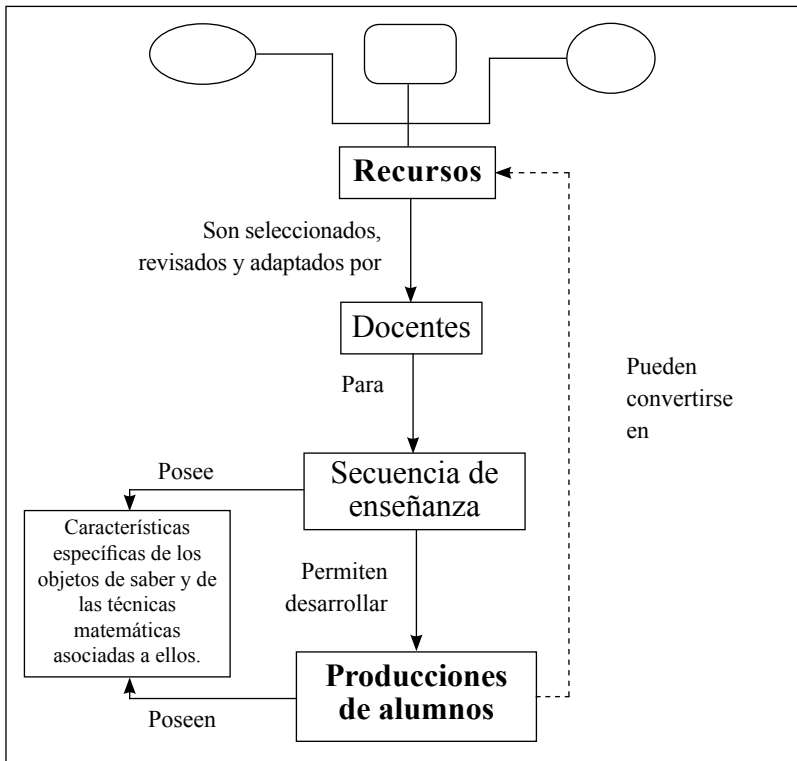 Recursos
Son seleccionados,
revisados y adaptados por
Docentes
Para
Pueden
convertirse
en
Secuencia de
enseñanza
Posee
Características
específicas de los
objetos de saber y de
las técnicas
matemáticas
asociadas a ellos.
Permiten
desarrollar
Producciones
de alumnos
Poseen